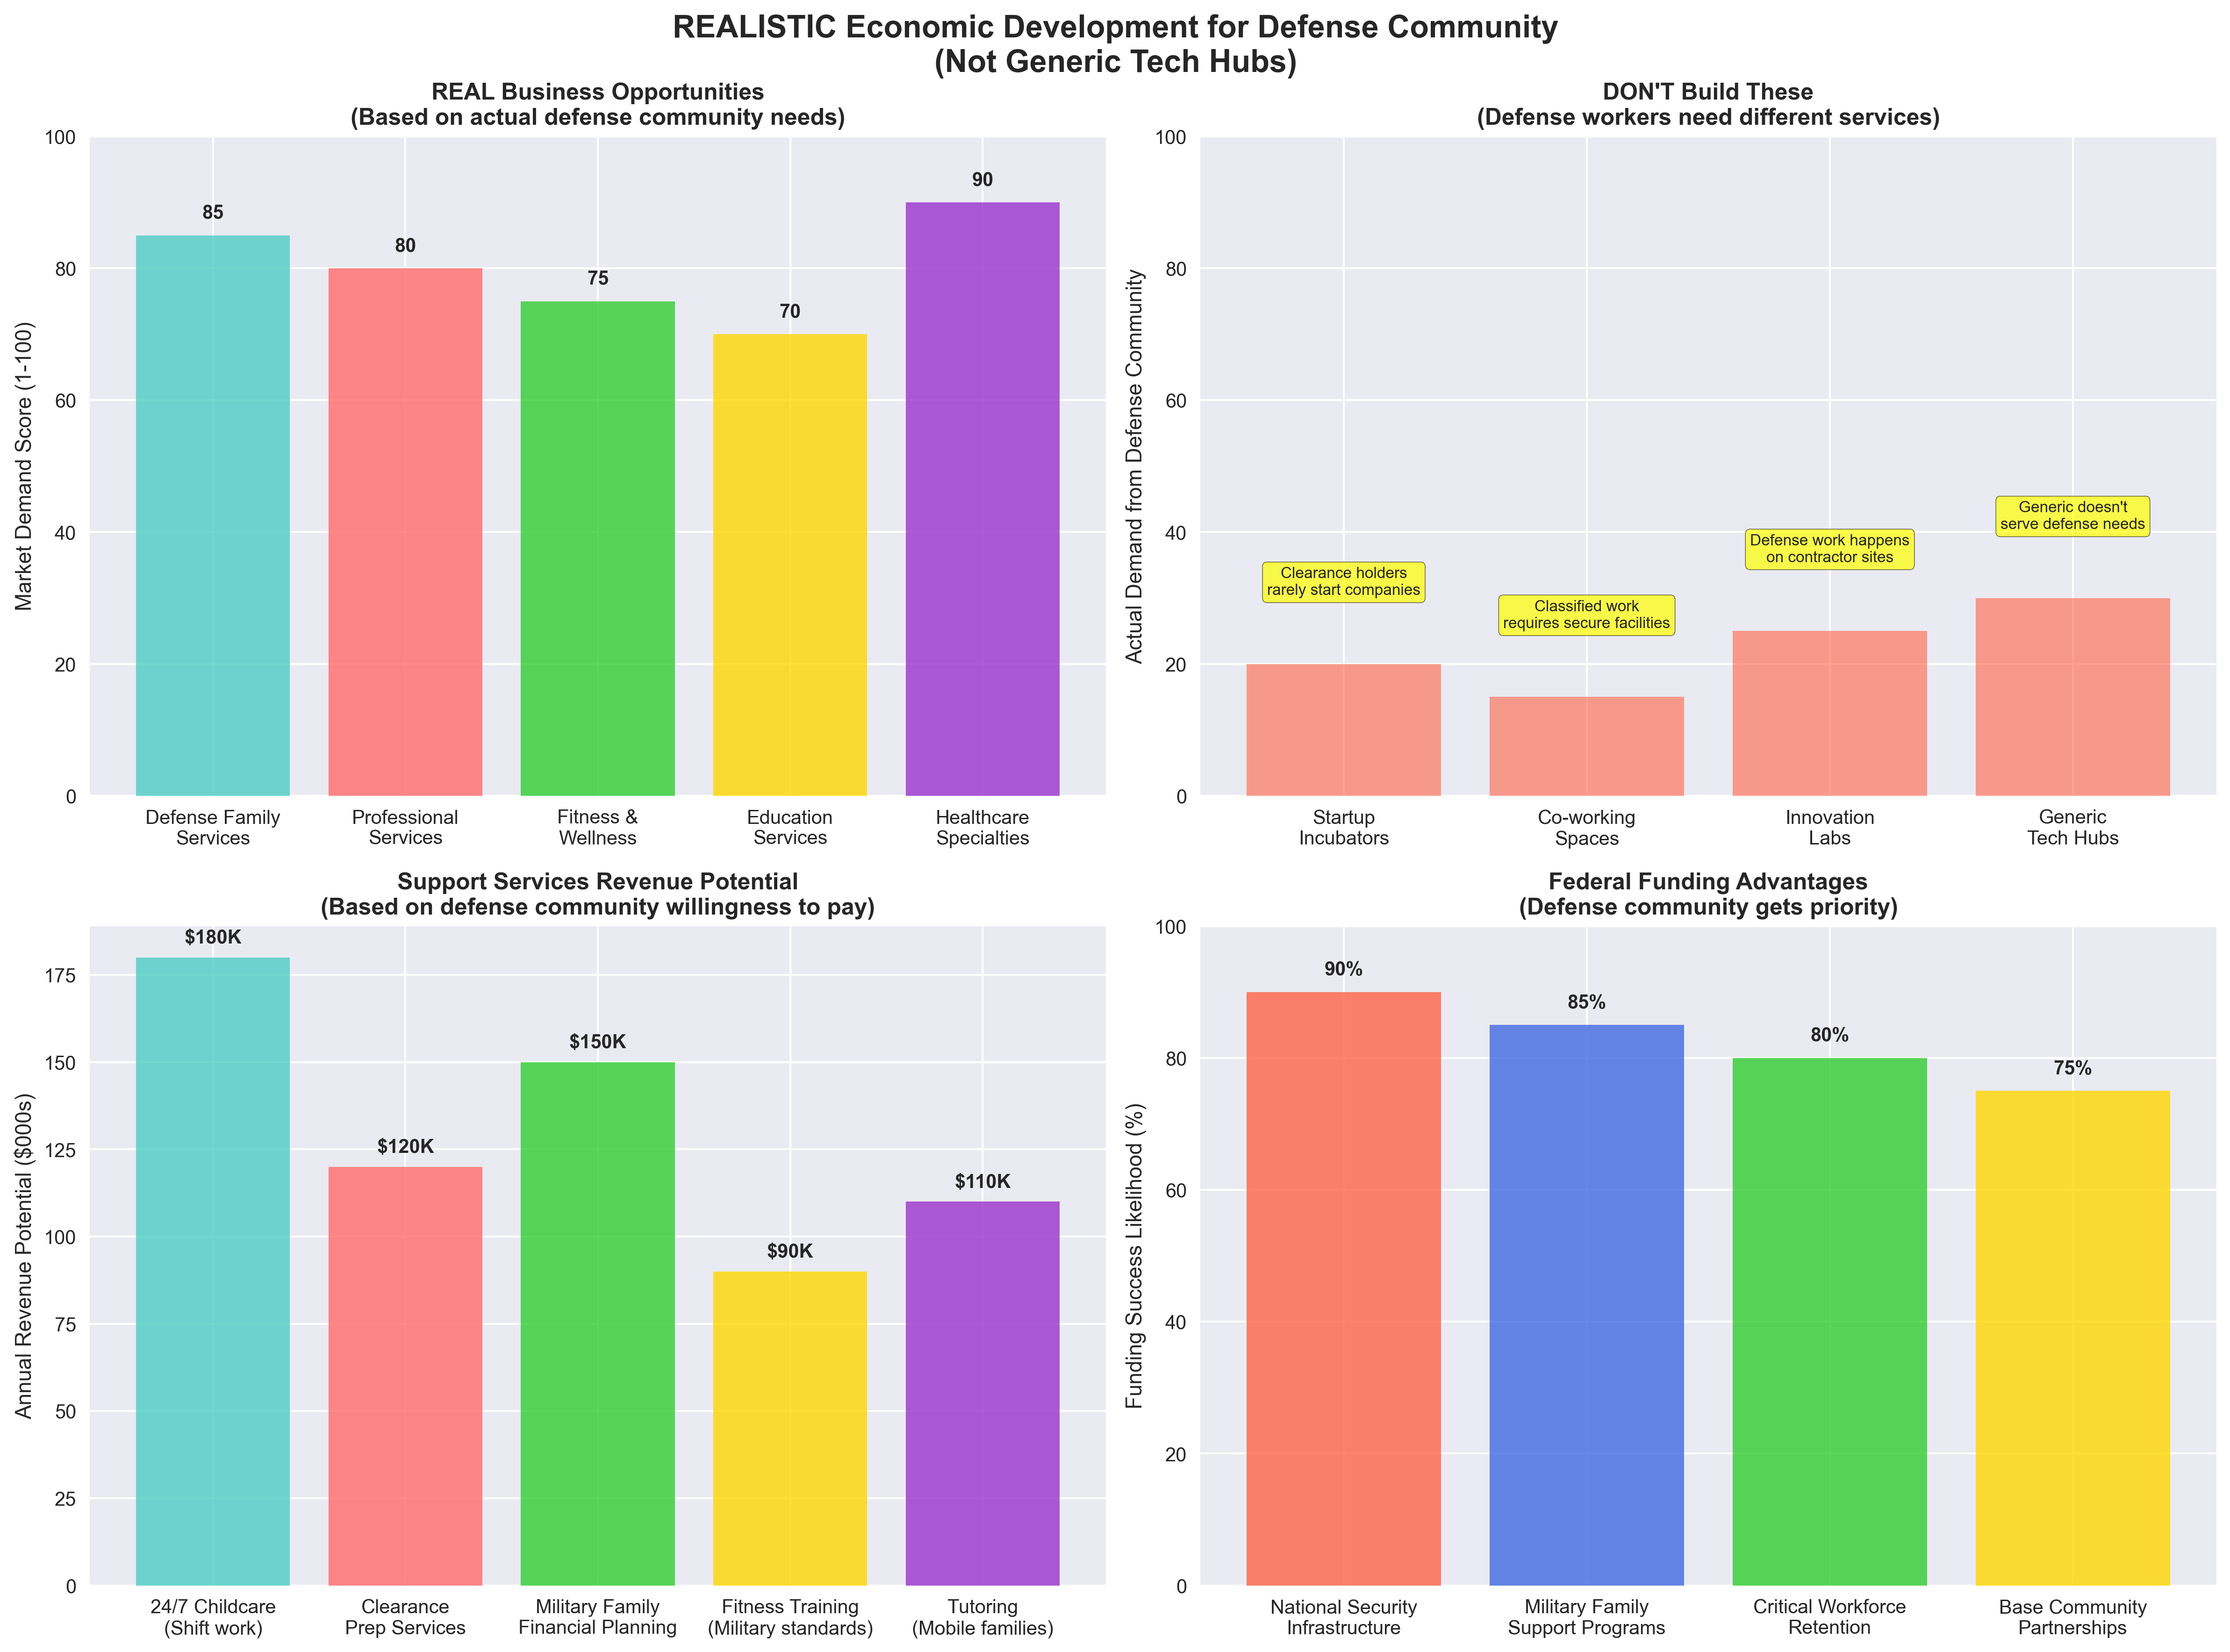 REALISTIC Economic Development for Defense Community
(Not Generic Tech Hubs)
REAL Business Opportunities
(Based on actual defense community needs)
Market Demand Score (1-100)
100
80
60
40
20
0
85
80
75
70
90
Defense Family
Services
Professional
Services
Fitness &
Wellness
Education
Services
Healthcare
Specialties
DON'T Build These
(Defense workers need different services)
Actual Demand from Defense Community
100
80
60
40
20
0
Clearance holders
rarely start companies
Classified work
requires secure facilities
Defense work happens
on contractor sites
Generic doesn't
serve defense needs
Startup
Incubators
Co-working
Spaces
Innovation
Labs
Generic
Tech Hubs
Support Services Revenue Potential
(Based on defense community willingness to pay)
Annual Revenue Potential ($000s)
175
150
125
100
75
50
25
0
$180K
$120K
$150K
$90K
$110K
24/7 Childcare
(Shift work)
Clearance
Prep Services
Military Family
Financial Planning
Fitness Training
(Military standards)
Tutoring
(Mobile families)
Federal Funding Advantages
(Defense community gets priority)
Funding Success Likelihood (%)
100
80
60
40
20
0
90%
85%
80%
75%
National Security
Infrastructure
Military Family
Support Programs
Critical Workforce
Retention
Base Community
Partnerships